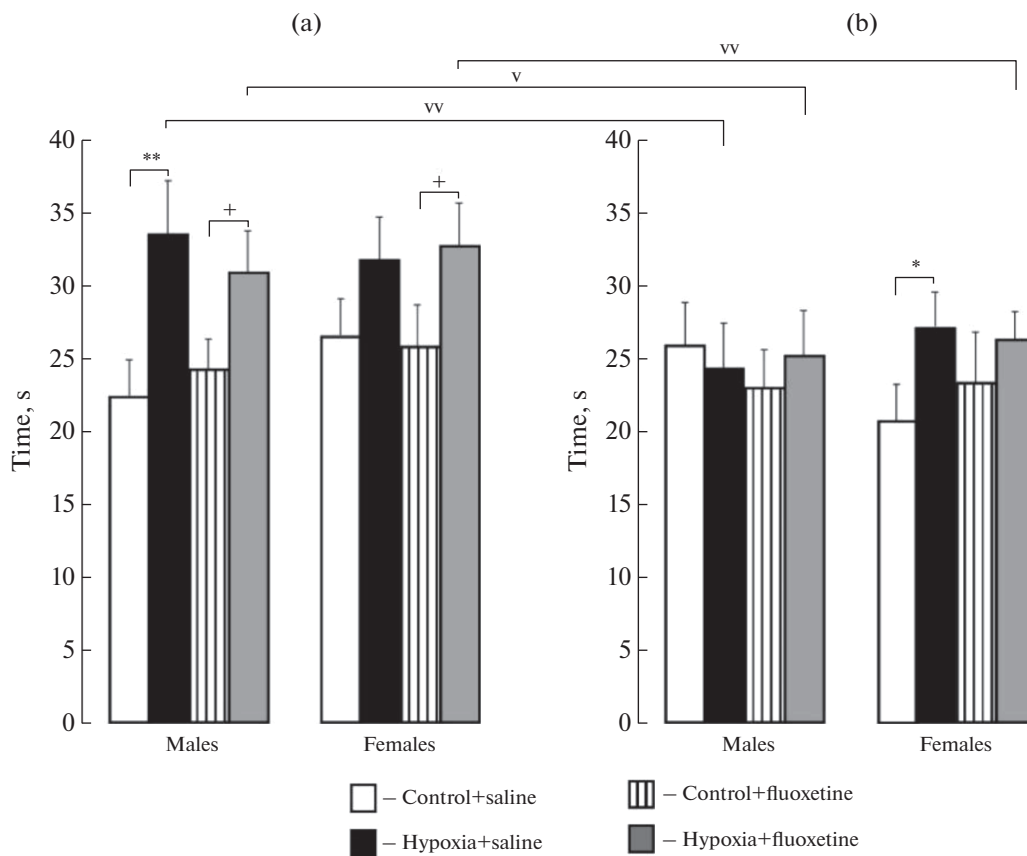 (a)
(b)
vv
v
vv
Time, s
40
35
30
25
20
15
10
5
0
**
+
+
Males
Females
Time, s
40
35
30
25
20
15
10
5
0
*
Males
Females
– Control+saline
– Control+fluoxetine
– Hypoxia+saline
– Hypoxia+fluoxetine